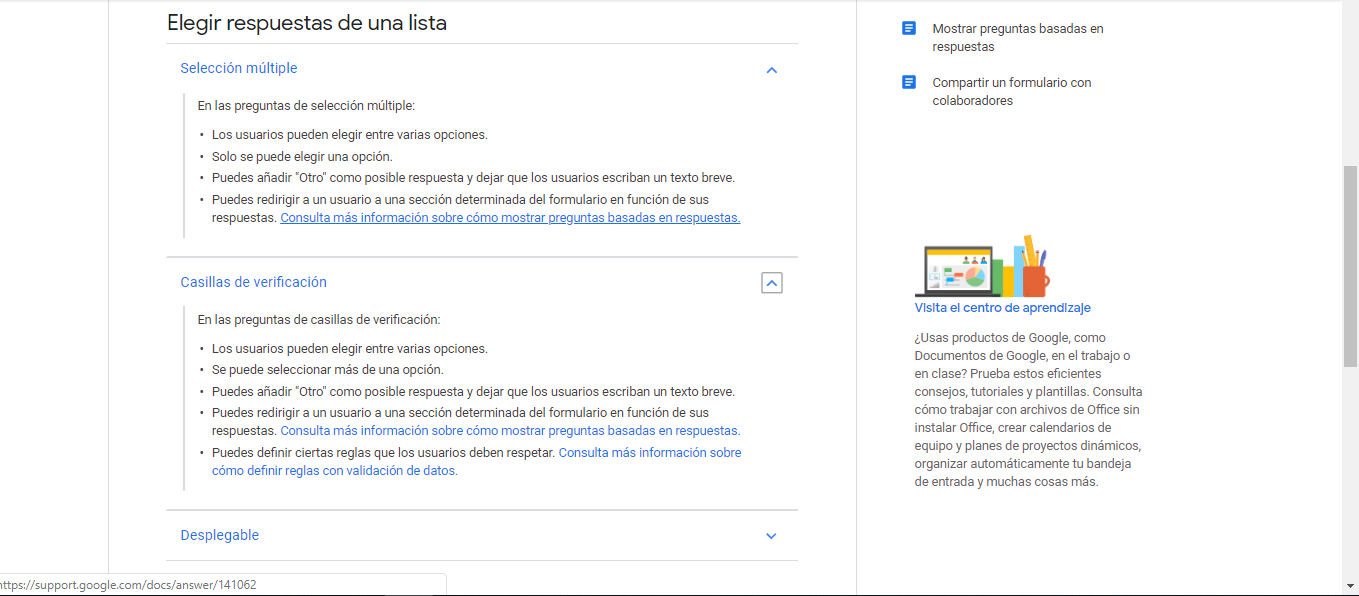 Elegir respuestas de una lista
Selección múltiple
En las preguntas de selección múltiple:
• Los usuarios pueden elegir entre varias opciones.
• Solo se puede elegir una opción.
• Puedes añadir "Otro" como posible respuesta y dejar que los usuarios escriban un texto breve.
• Puedes redirigir a un usuario a una sección determinada del formulario en función de sus
respuestas. Consulta más información sobre cómo mostrar preguntas basadas en respuestas.
Casillas de verificación
En las preguntas de casillas de verificación:
• Los usuarios pueden elegir entre varias opciones.
• Se puede seleccionar más de una opción.
• Puedes añadir "Otro" como posible respuesta y dejar que los usuarios escriban un texto breve.
• Puedes redirigir a un usuario a una sección determinada del formulario en función de sus
respuestas. Consulta más información sobre cómo mostrar preguntas basadas en respuestas.
• Puedes definir ciertas reglas que los usuarios deben respetar. Consulta más información sobre
cómo definir reglas con validación de datos.
Desplegable
https://support.google.com/docs/answer/141062
Mostrar preguntas basadas en
respuestas
Compartir un formulario con
colaboradores
Visita el centro de aprendizaje
¿Usas productos de Google, como
Documentos de Google, en el trabajo o
en clase? Prueba estos eficientes
consejos, tutoriales y plantillas. Consulta
cómo trabajar con archivos de Office sin
instalar Office, crear calendarios de
equipo y planes de proyectos dinámicos,
organizar automáticamente tu bandeja
de entrada y muchas cosas más.